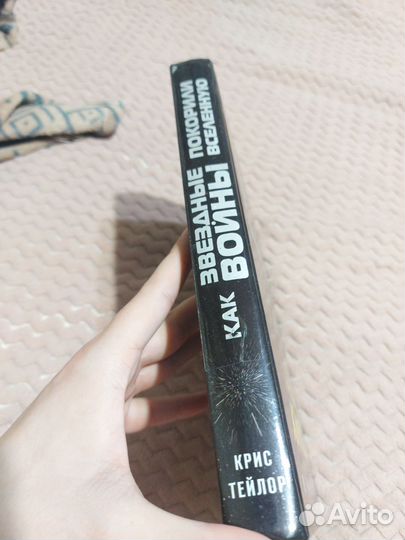 КАК
ЗВЕЗДНЫЕ
ВОЙНЫ
ПОКОРИЛИ
ВСЕЛЕННУЮ
КРИС
ТЕЙЛОР
Avito